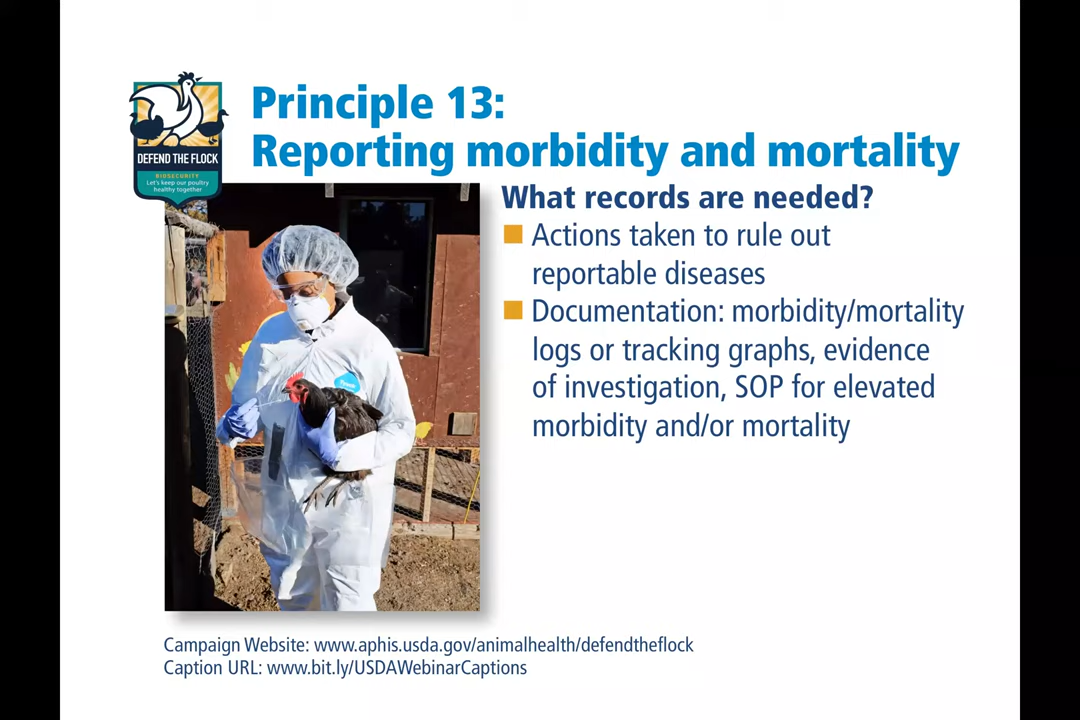 Principle 13:
Reporting morbidity and mortality
DEFEND THE FLOCK
BIOSECURITY
Let's keep our poultry
healthy together
What records are needed?
Actions taken to rule out
reportable diseases
Documentation: morbidity/mortality
logs or tracking graphs, evidence
of investigation, SOP for elevated
morbidity and/or mortality
Campaign Website: www.aphis.usda.gov/animalhealth/defendtheflock
Caption URL: www.bit.ly/USDAWebinarCaptions